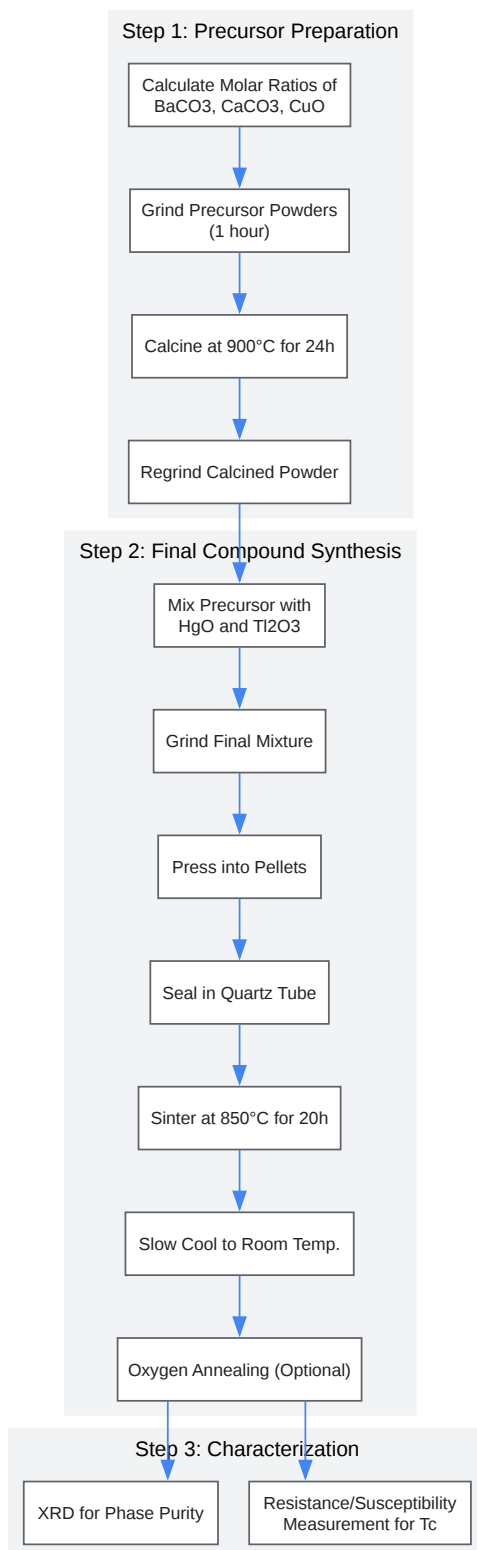 Step 1: Precursor Preparation
Calculate Molar Ratios of
BaCO3, CaCO3, CuO
Grind Precursor Powders
(1 hour)
Calcine at 900°C for 24h
Regrind Calcined Powder
Step 2: Final Compound Synthesis
Mix Precursor with
HgO and Tl2O3
Grind Final Mixture
Press into Pellets
Seal in Quartz Tube
Sinter at 850°C for 20h
Slow Cool to Room Temp.
Oxygen Annealing (Optional)
Step 3: Characterization
XRD for Phase Purity
Resistance/Susceptibility
Measurement for Tc